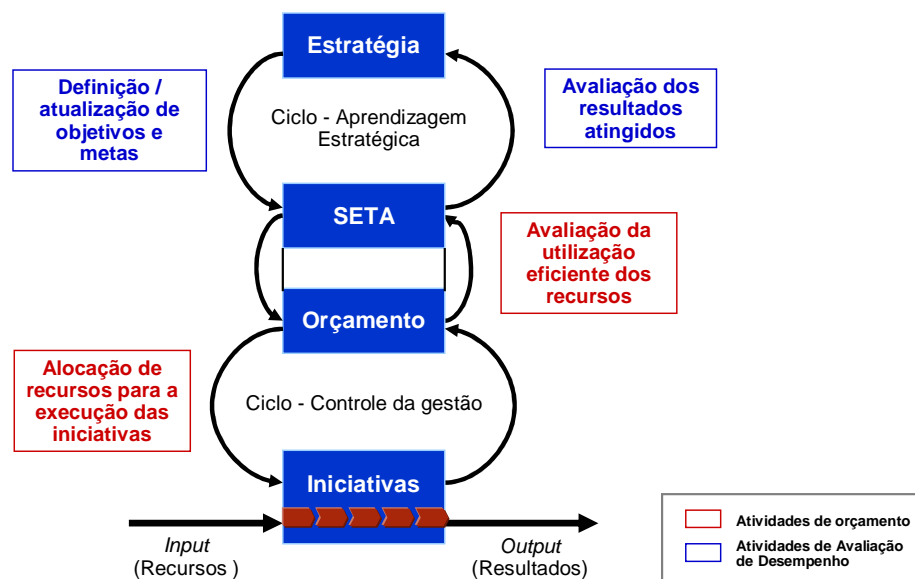 Estratégia
Definição /
atualização de
objetivos e
metas
Ciclo - Aprendizagem
Estratégica
Avaliação dos
resultados
atingidos
SETA
Avaliação da
utilização
eficiente dos
recursos
Orçamento
Alocação de
recursos para a
execução das
iniciativas
Ciclo - Controle da gestão
Iniciativas
Input
(Recursos )
Output
(Resultados)
Atividades de orçamento
Atividades de Avaliação
de Desempenho